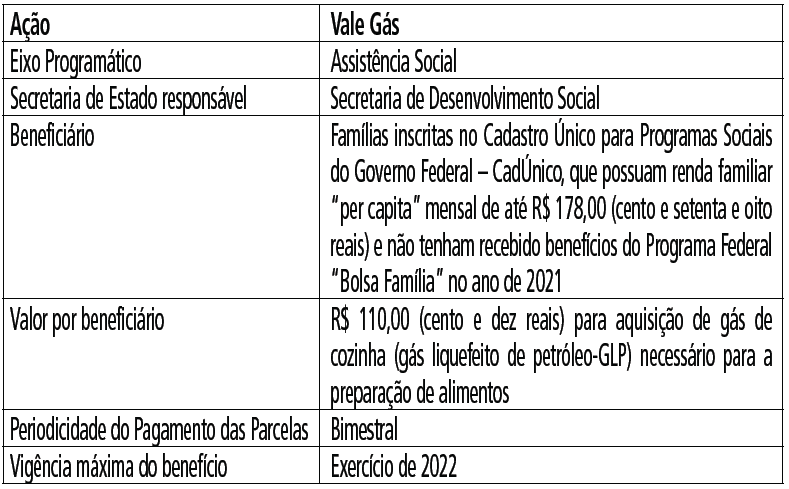 Ação Vale Gás
Eixo Programático Assistência Social
Secretaria de Estado responsável Secretaria de Desenvolvimento Social
Beneficiário Famílias inscritas no Cadastro Único para Programas Sociais
do Governo Federal – CadÚnico, que possuam renda familiar
“per capita” mensal de até R$ 178,00 (cento e setenta e oito
reais) e não tenham recebido benefícios do Programa Federal
“Bolsa Família” no ano de 2021
Valor por beneficiário R$ 110,00 (cento e dez reais) para aquisição de gás de
cozinha (gás liquefeito de petróleo-GLP) necessário para a
preparação de alimentos
Periodicidade do Pagamento das Parcelas Bimestral
Vigência máxima do benefício Exercício de 2022